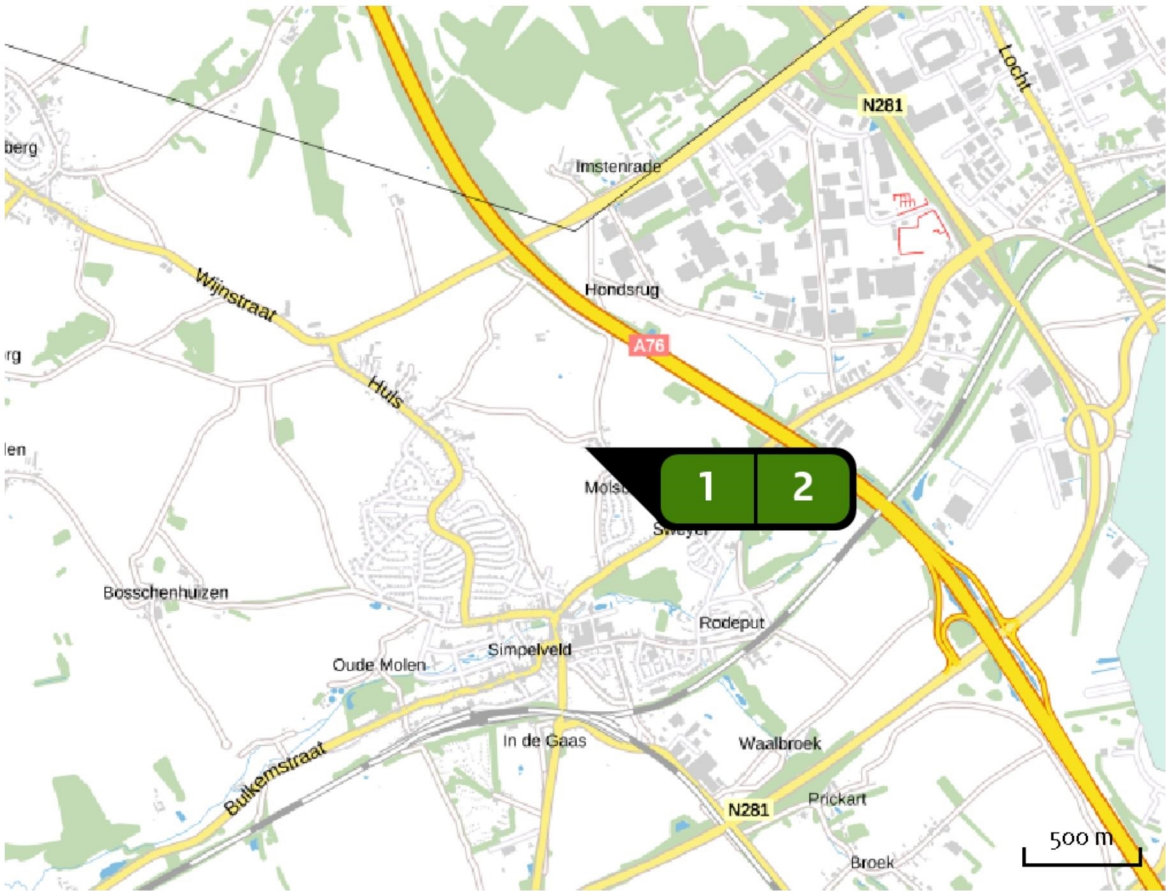 Locht
N281
berg
Imstenrade
Wijnstraat
Hondsrug
A76
rg
Huls
len
1 2
Bosschenhuizen
Rodeput
Simpelveld
Oude Molen
In de Gaas
Waalbroek
Bulkemstraat
Prickart
N281
500 m
Broek